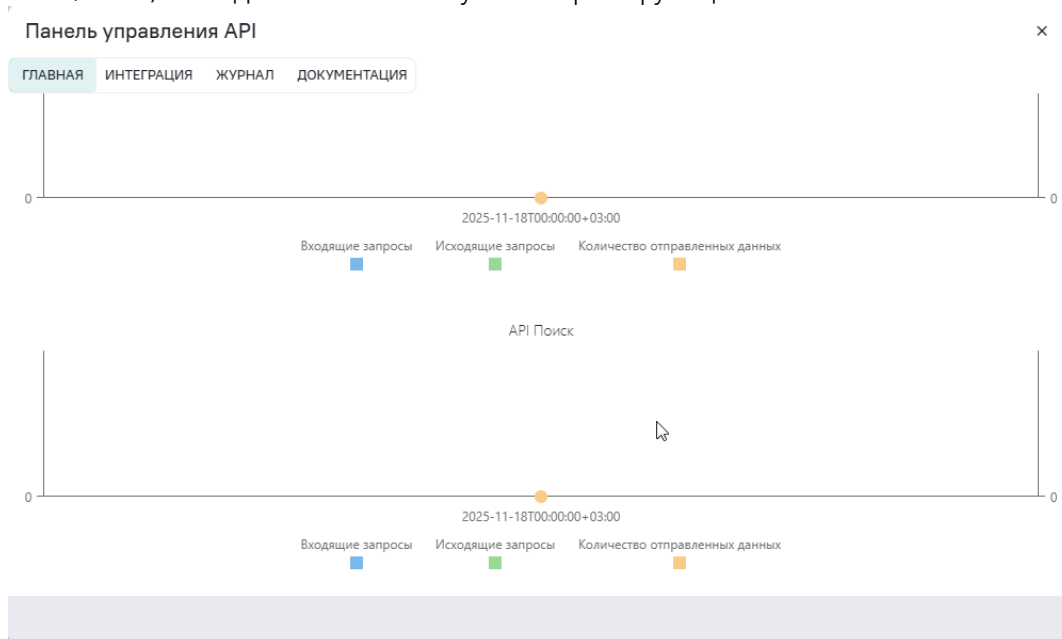 Панель управления API
×
ГЛАВНАЯ ИНТЕГРАЦИЯ ЖУРНАЛ ДОКУМЕНТАЦИЯ
0 0
2025-11-18T00:00:00+03:00
Входящие запросы Исходящие запросы Количество отправленных данных
API Поиск
0 0
2025-11-18T00:00:00+03:00
Входящие запросы Исходящие запросы Количество отправленных данных